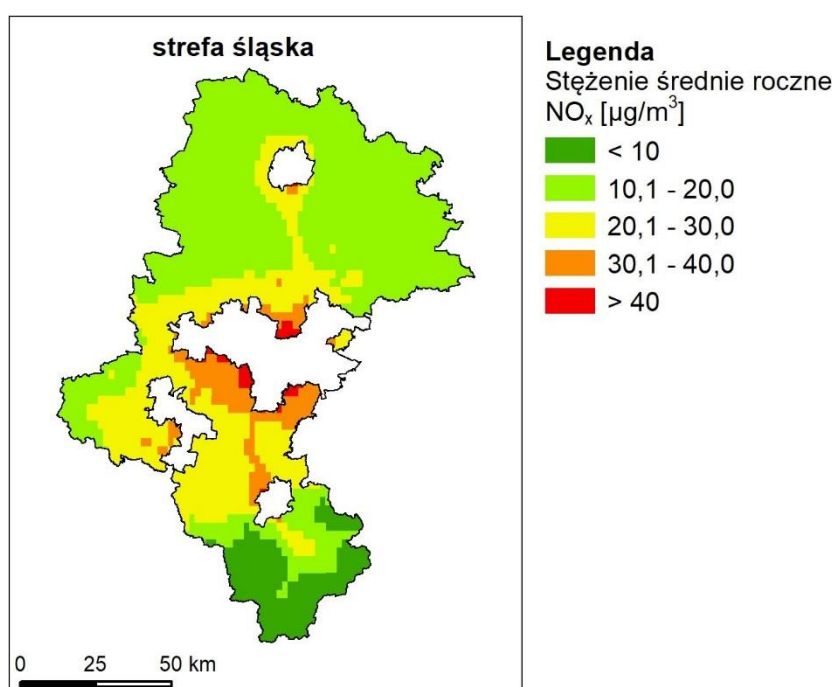 strefa śląska
Legenda
Stężenie średnie roczne
NOₓ [µg/m³]
< 10
10,1 - 20,0
20,1 - 30,0
30,1 - 40,0
> 40
0 25 50 km